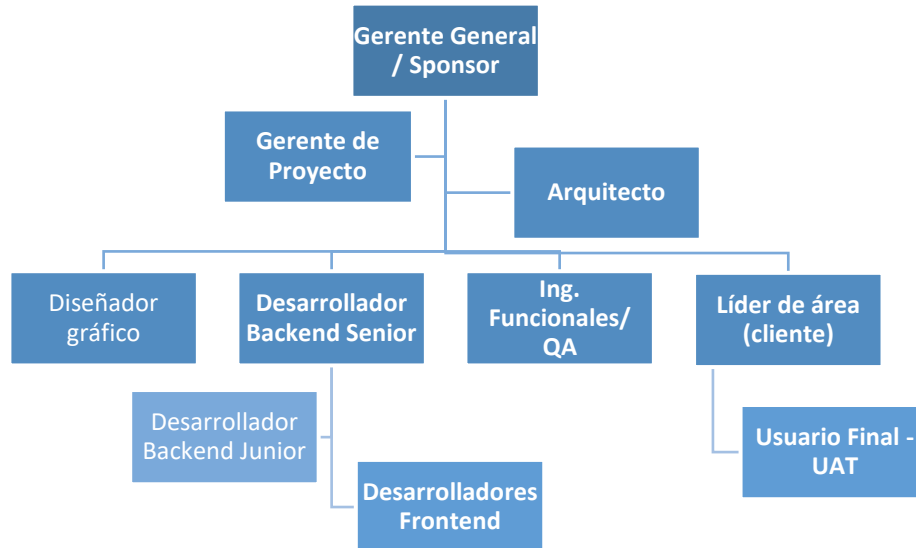 Gerente General
/ Sponsor
Gerente de
Proyecto
Arquitecto
Diseñador
gráfico
Desarrollador
Backend Senior
Ing.
Funcionales/
QA
Líder de área
(cliente)
Desarrollador
Backend Junior
Desarrolladores
Frontend
Usuario Final -
UAT